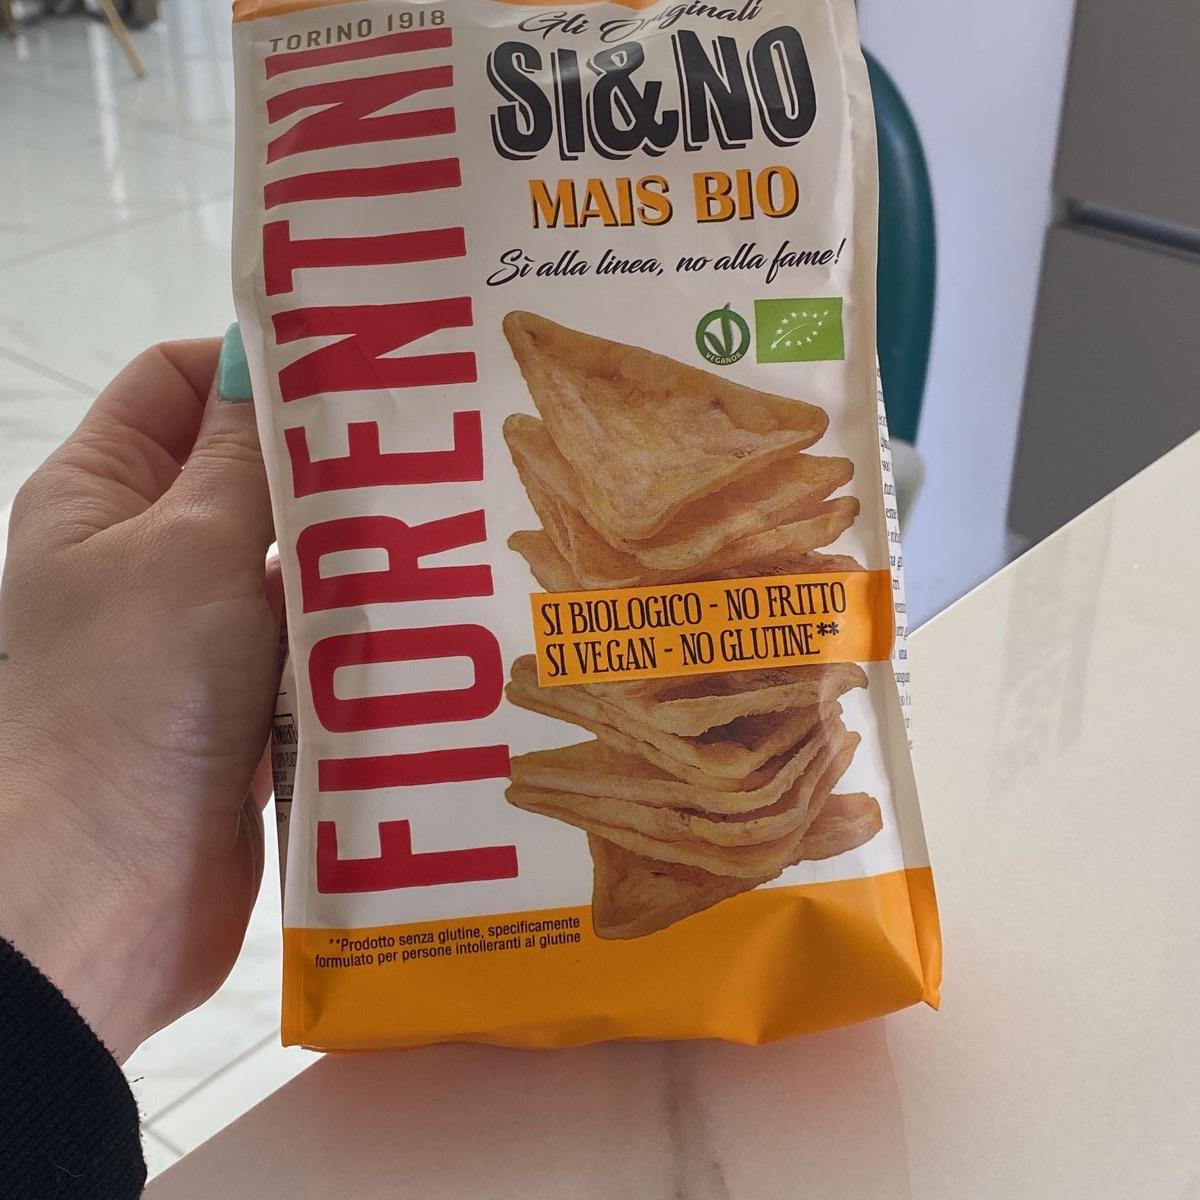 TORINO 1918
FIORENTINI
Gli Originali
SI&NO
MAIS BIO
Sì alla linea, no alla fame!
VEGANOK
SI BIOLOGICO - NO FRITTO
SI VEGAN - NO GLUTINE**
**Prodotto senza glutine, specificamente
formulato per persone intolleranti al glutine